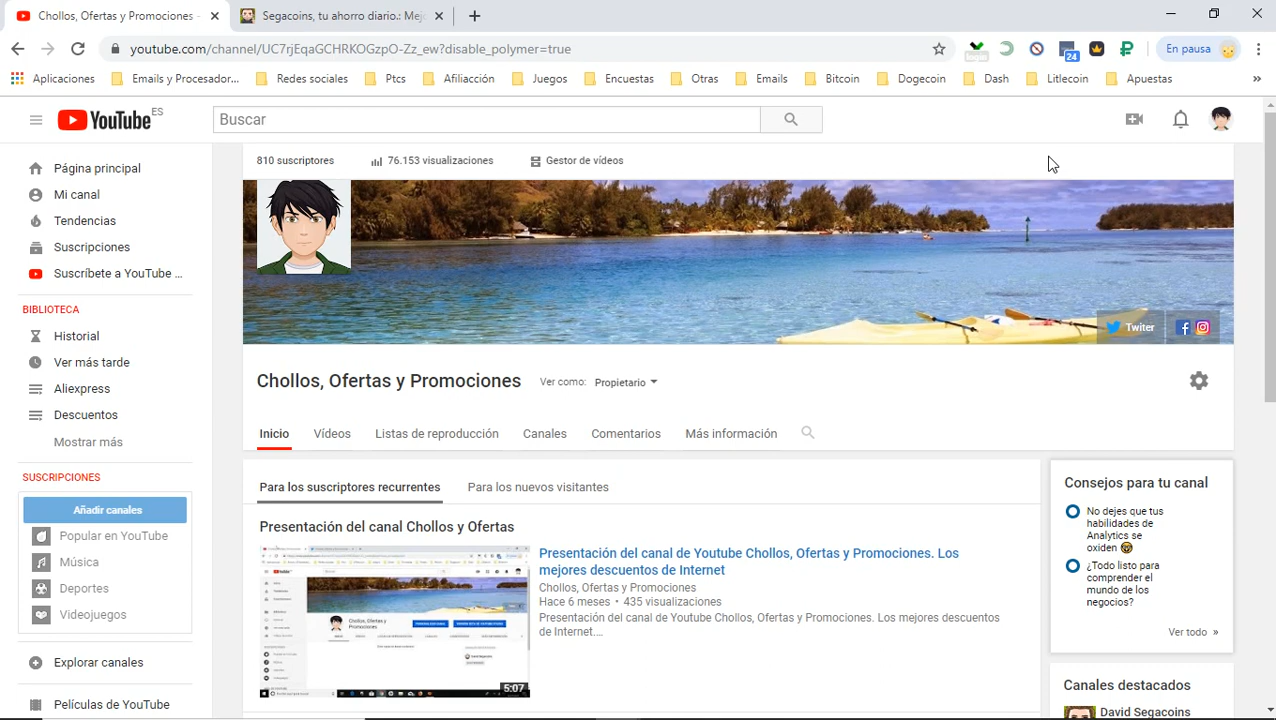 Chollos, Ofertas y Promociones -
Segacoins, tu ahorro diario.: Mej
youtube.com/channel/UC7rjEqaGCHRKOGzpO-Zz_ew?disable_polymer=true
24
En pausa
Aplicaciones
Emails y Procesador...
Redes sociales
Ptcs
Afiliacción
Juegos
Encuestas
Emails
Bitcoin
Dogecoin
Dash
Litlecoin
Apuestas
YouTube ES
Buscar
810 suscriptores
76.153 visualizaciones
Gestor de vídeos
Página principal
Mi canal
Tendencias
Suscripciones
Suscríbete a YouTube ...
BIBLIOTECA
Historial
Ver más tarde
Aliexpress
Descuentos
Mostrar más
SUSCRIPCIONES
Añadir canales
Popular en YouTube
Música
Deportes
Videojuegos
Explorar canales
Películas de YouTube
Twiter
Chollos, Ofertas y Promociones
Ver como: Propietario
Inicio
Vídeos
Listas de reproducción
Canales
Comentarios
Más información
Para los suscriptores recurrentes
Para los nuevos visitantes
Presentación del canal Chollos y Ofertas
5:07
Presentación del canal de Youtube Chollos, Ofertas y Promociones. Los
mejores descuentos de Internet
Chollos, Ofertas y Promociones
Hace 6 meses • 435 visualizaciones
Presentación del canal de Youtube Chollos, Ofertas y Promociones. Los mejores descuentos
de Internet....
Consejos para tu canal
No dejes que tus
habilidades de
Analytics se
oxiden
¿Todo listo para
comprender el
mundo de los
negocios?
Ver todo »
Canales destacados
David Segacoins